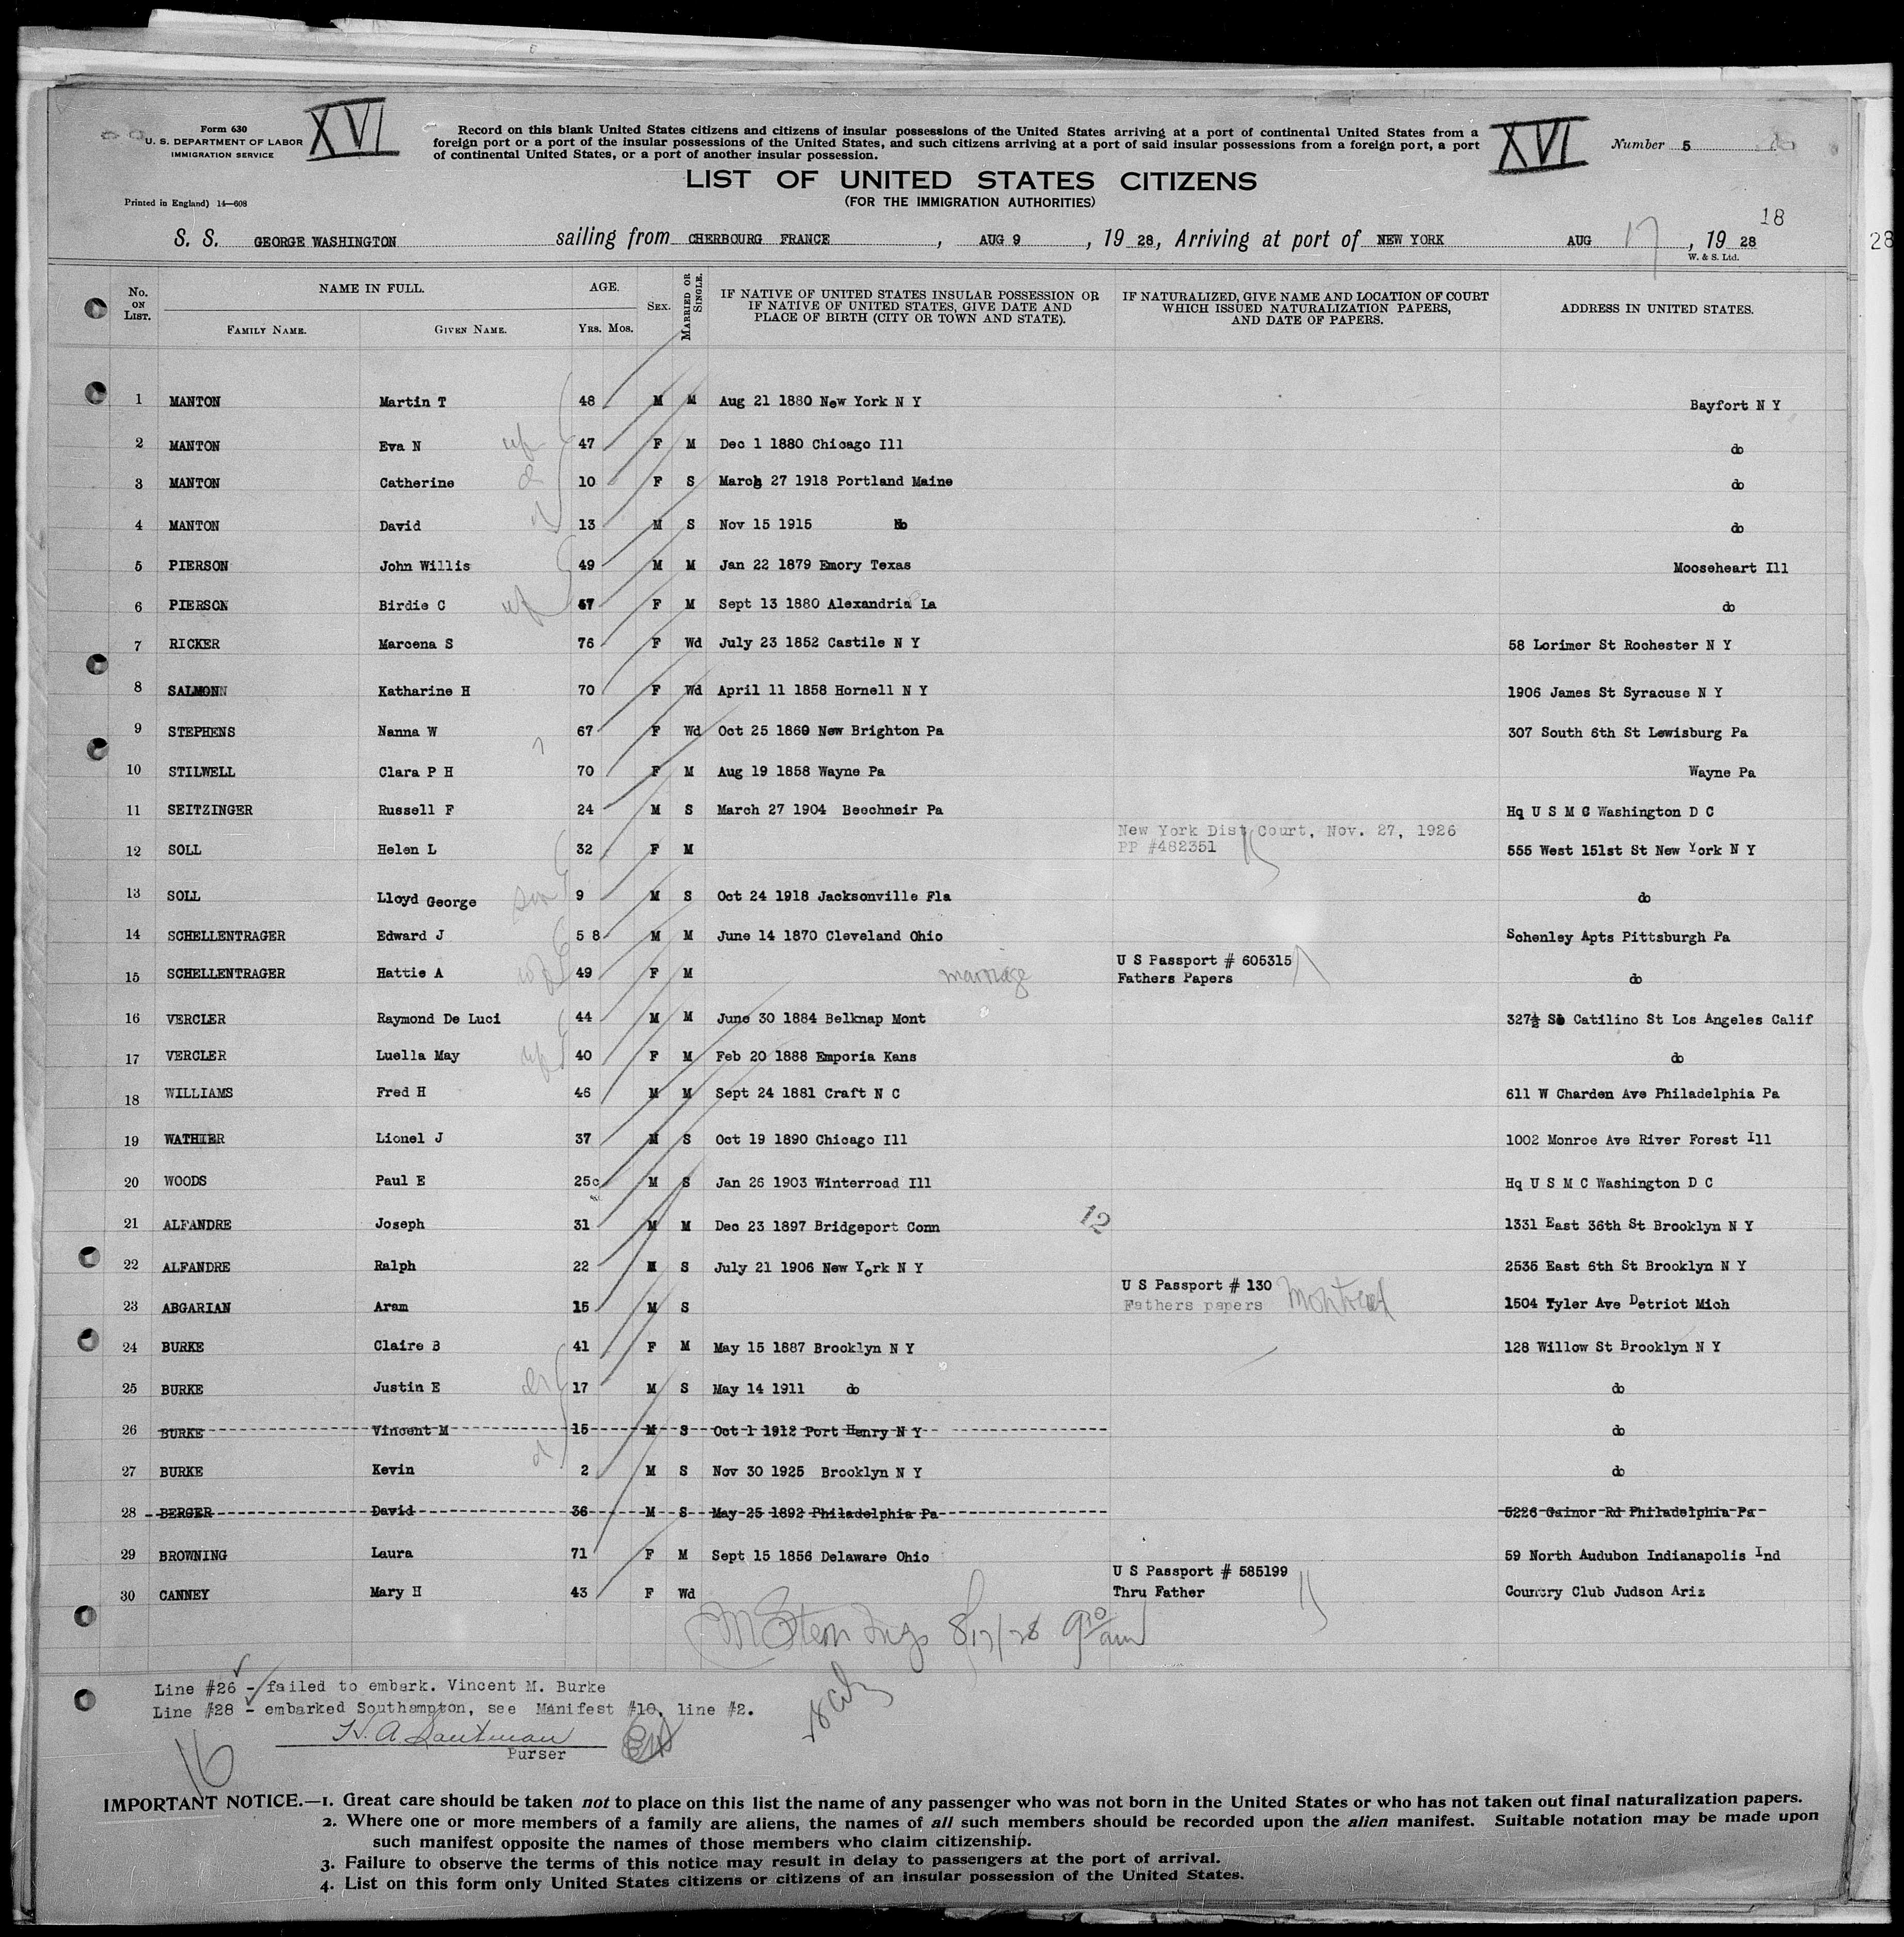 Form 630
U. S. DEPARTMENT OF LABOR
IMMIGRATION SERVICE
XVI
Record on this blank United States citizens and citizens of insular possessions of the United States arriving at a port of continental United States from a
foreign port or a port of the insular possessions of the United States, and such citizens arriving at a port of said insular possessions from a foreign port, a port
of continental United States, or a port of another insular possession.
XVI
Number 5
LIST OF UNITED STATES CITIZENS
(FOR THE IMMIGRATION AUTHORITIES)
Printed in England) 14—608
18
28
S. S. GEORGE WASHINGTON sailing from CHERBOURG FRANCE, AUG 9, 1928, Arriving at port of NEW YORK AUG 17, 1928
W. & S. Ltd.
No. ON LIST. NAME IN FULL. AGE. SEX. MARRIED OR SINGLE. IF NATIVE OF UNITED STATES INSULAR POSSESSION OR IF NATIVE OF UNITED STATES, GIVE DATE AND PLACE OF BIRTH (CITY OR TOWN AND STATE). IF NATURALIZED, GIVE NAME AND LOCATION OF COURT WHICH ISSUED NATURALIZATION PAPERS, AND DATE OF PAPERS. ADDRESS IN UNITED STATES.
FAMILY NAME. GIVEN NAME. YRS. MOS.
1 MANTON Martin T 48 M M Aug 21 1880 New York N Y Bayfort N Y
2 MANTON Eva N 47 F M Dec 1 1880 Chicago Ill do
3 MANTON Catherine 10 F S March 27 1918 Portland Maine do
4 MANTON David 13 M S Nov 15 1915 do
5 PIERSON John Willis 49 M M Jan 22 1879 Emory Texas Mooseheart Ill
6 PIERSON Birdie C 47 F M Sept 13 1880 Alexandria La do
7 RICKER Marcena S 76 F Wd July 23 1852 Castile N Y 58 Lorimer St Rochester N Y
8 SALMON Katharine H 70 F Wd April 11 1858 Hornell N Y 1906 James St Syracuse N Y
9 STEPHENS Nanna W 67 F Wd Oct 25 1860 New Brighton Pa 307 South 6th St Lewisburg Pa
10 STILWELL Clara P H 70 F M Aug 19 1858 Wayne Pa Wayne Pa
11 SEITZINGER Russell F 24 M S March 27 1904 Beechneir Pa Hq U S M C Washington D C
New York Dist Court, Nov. 27, 1926
12 SOLL Helen L 32 F M PP #482351 555 West 151st St New York N Y
13 SOLL Lloyd George son 9 M S Oct 24 1918 Jacksonville Fla do
14 SCHELLENTRAGER Edward J 5 8 M M June 14 1870 Cleveland Ohio Schenley Apts Pittsburgh Pa
U S Passport # 605315
15 SCHELLENTRAGER Hattie A 49 F M marriage Fathers Papers do
16 VERCLER Raymond De Luci 44 M M June 30 1884 Belknap Mont 327½ So Catilino St Los Angeles Calif
17 VERCLER Luella May 40 F M Feb 20 1888 Emporia Kans do
18 WILLIAMS Fred H 46 M M Sept 24 1881 Craft N C 611 W Charden Ave Philadelphia Pa
19 WATHIER Lionel J 37 M S Oct 19 1890 Chicago Ill 1002 Monroe Ave River Forest Ill
20 WOODS Paul E 25 M S Jan 26 1903 Winterroad Ill Hq U S M C Washington D C
21 ALFANDRE Joseph 31 M M Dec 23 1897 Bridgeport Conn 12 1331 East 36th St Brooklyn N Y
22 ALFANDRE Ralph 22 M S July 21 1906 New York N Y 2535 East 6th St Brooklyn N Y
U S Passport # 130
23 ABGARIAN Aram 15 M S Fathers papers Montreal 1504 Tyler Ave Detriot Mich
24 BURKE Claire B 41 F M May 15 1887 Brooklyn N Y 128 Willow St Brooklyn N Y
25 BURKE Justin E 17 M S May 14 1911 do do
26 BURKE Vincent M 15 M S Oct 1 1912 Port Henry N Y do
27 BURKE Kevin 2 M S Nov 30 1925 Brooklyn N Y do
28 BERGER David 36 M S May 25 1892 Philadelphia Pa 5226 Gainor Rd Philadelphia Pa
29 BROWNING Laura 71 F M Sept 15 1856 Delaware Ohio 59 North Audubon Indianapolis Ind
U S Passport # 585199
30 CANNEY Mary H 43 F Wd Thru Father Country Club Judson Ariz
8/17/28 9 10 am
Line #26 - failed to embark. Vincent M. Burke
Line #28 - embarked Southampton, see Manifest #10, line #2.
Purser
16
IMPORTANT NOTICE.—1. Great care should be taken not to place on this list the name of any passenger who was not born in the United States or who has not taken out final naturalization papers.
2. Where one or more members of a family are aliens, the names of all such members should be recorded upon the alien manifest. Suitable notation may be made upon
such manifest opposite the names of those members who claim citizenship.
3. Failure to observe the terms of this notice may result in delay to passengers at the port of arrival.
4. List on this form only United States citizens or citizens of an insular possession of the United States.